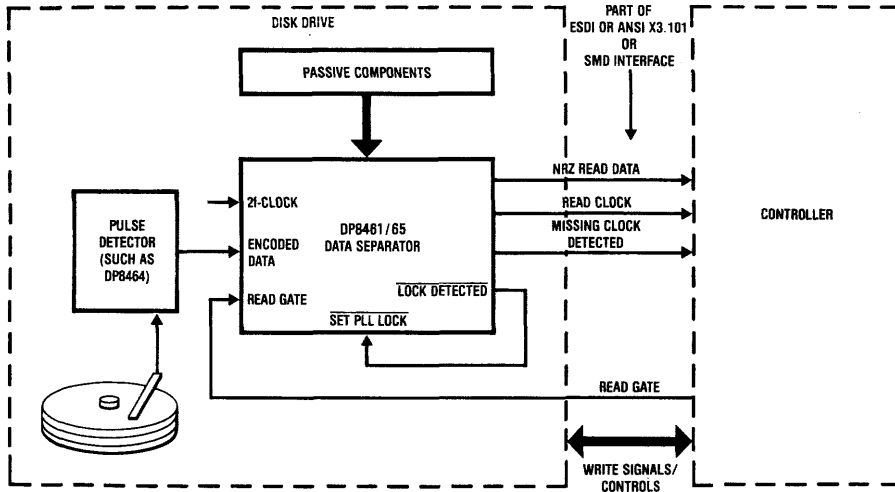 DISK DRIVE
PART OF
ESDI OR ANSI X3.101
OR
SMD INTERFACE
PASSIVE COMPONENTS
PULSE
DETECTOR
(SUCH AS
DP8464)
2f-CLOCK
ENCODED
DATA
READ GATE
DP8461/65
DATA SEPARATOR
LOCK DETECTED
SET PLL LOCK
NRZ READ DATA
READ CLOCK
MISSING CLOCK
DETECTED
CONTROLLER
READ GATE
WRITE SIGNALS/
CONTROLS